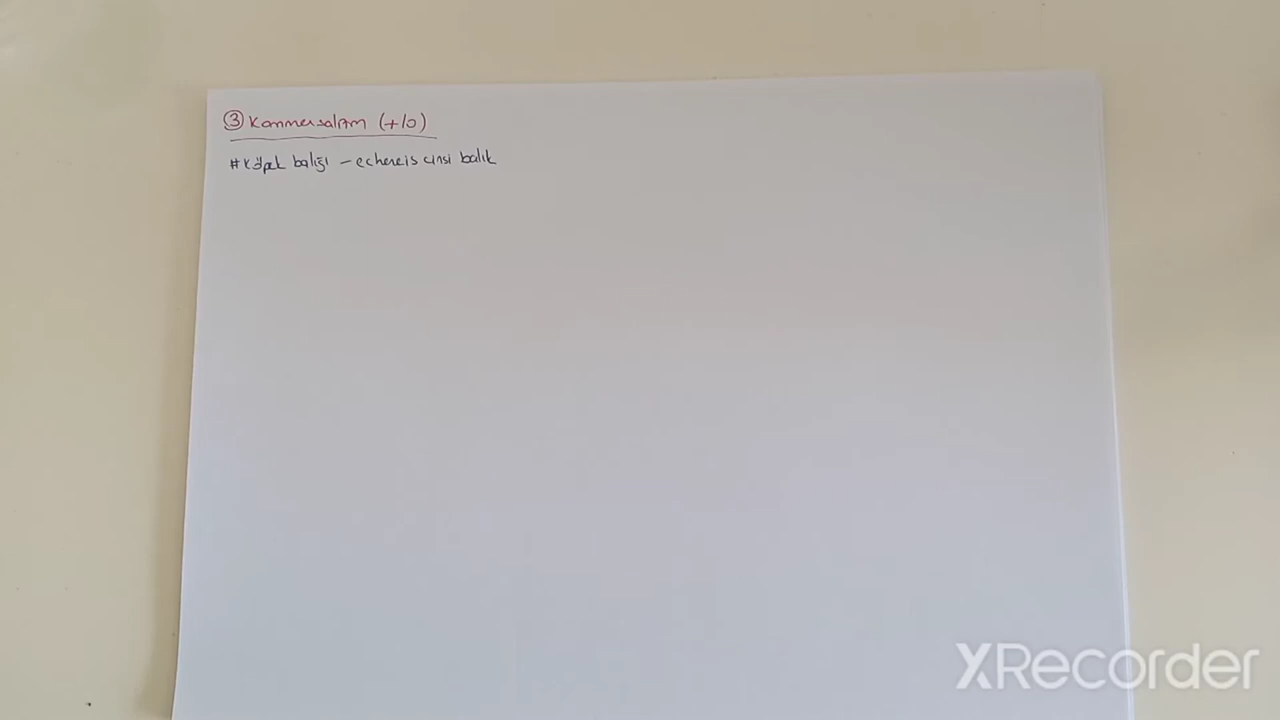 ③ Kommensalizm (+/0)
#Köpek balığı - echeneis cinsi balık
XRecorder